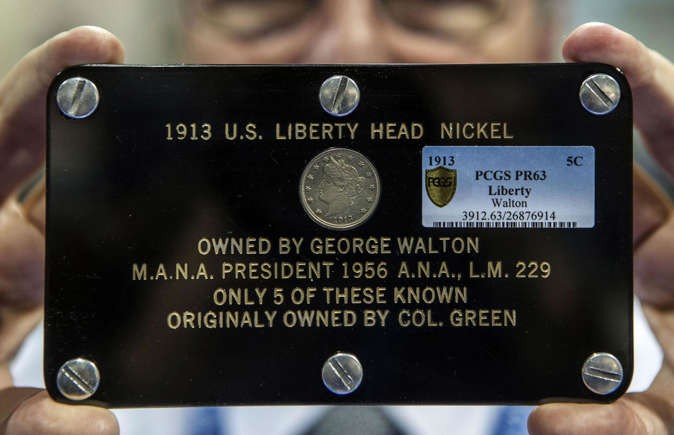 1913 U.S. LIBERTY HEAD NICKEL
1913 5C
PCGS PR63
PCGS
Liberty
Walton
3912.63/26876914
1913
OWNED BY GEORGE WALTON
M.A.N.A. PRESIDENT 1956 A.N.A., L.M. 229
ONLY 5 OF THESE KNOWN
ORIGINALY OWNED BY COL. GREEN